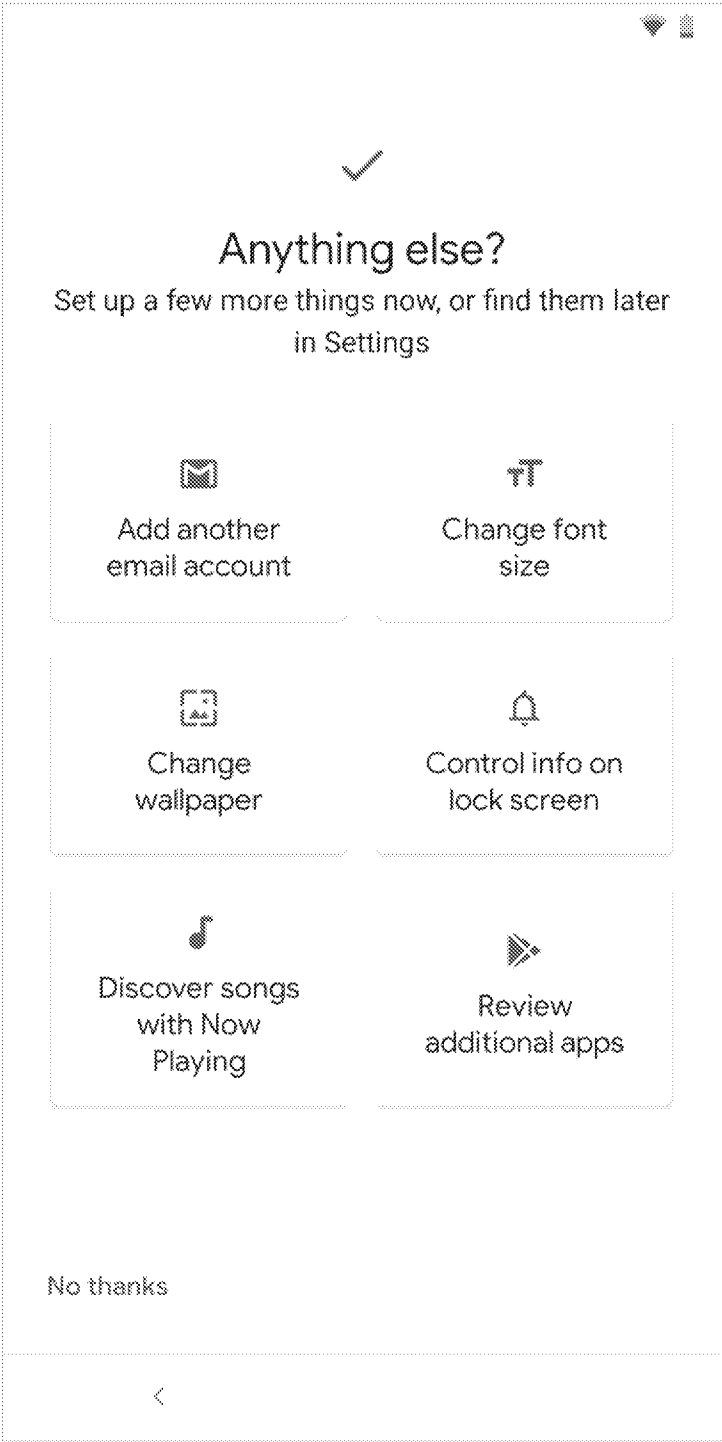 Anything else?
Set up a few more things now, or find them later
in Settings
Add another
email account
Change font
size
Change
wallpaper
Control info on
lock screen
Discover songs
with Now
Playing
Review
additional apps
No thanks